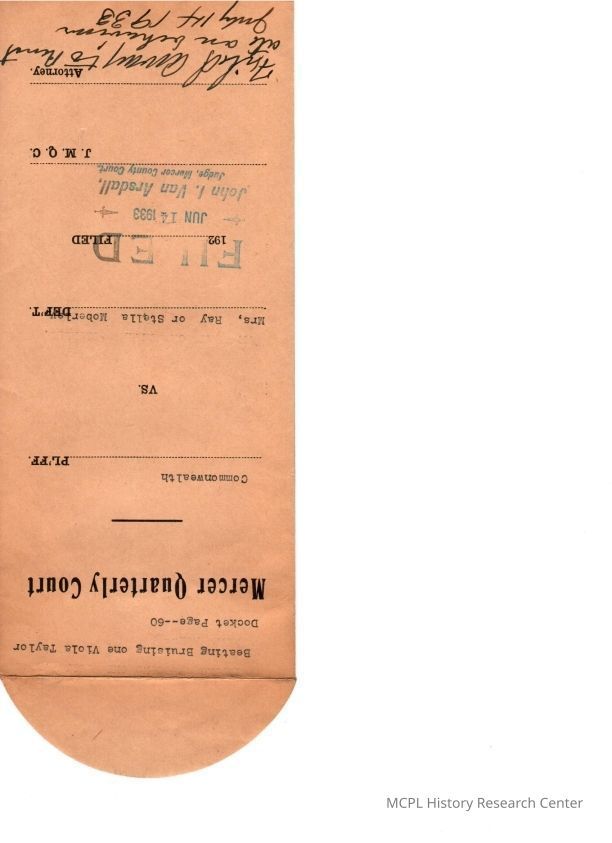 Beating Bruising one Viola Taylor
Docket Page--60
Mercer Quarterly Court
Commonwealth
PL'FF.
VS.
Mrs, Ray or Stella Moberley
DEF'T.
FILED
192 FILED
JUN 14 1933
John I. Van Arsdall,
Judge, Mercer County Court.
J. M. Q. C.
Attorney.
Filed away to
July 14 1933
MCPL History Research Center